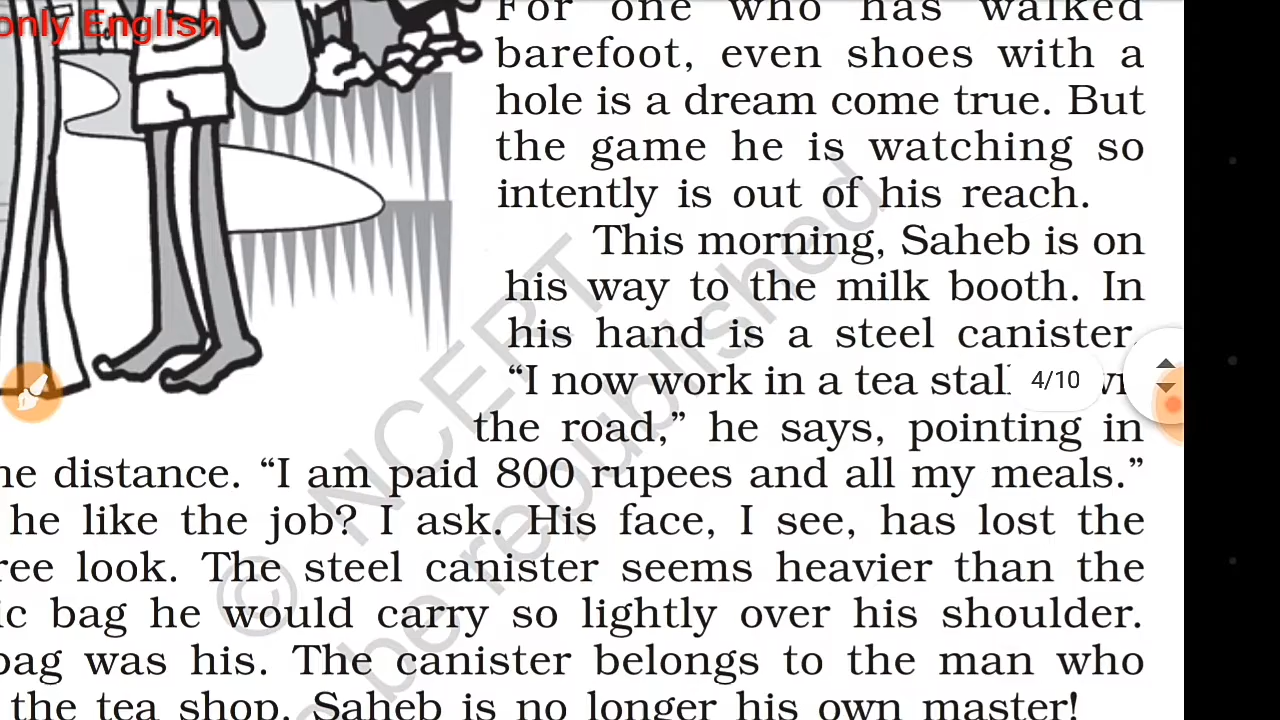 only English
For one who has walked
barefoot, even shoes with a
hole is a dream come true. But
the game he is watching so
intently is out of his reach.
This morning, Saheb is on
his way to the milk booth. In
his hand is a steel canister.
“I now work in a tea stal
4/10
the road,” he says, pointing in
distance. “I am paid 800 rupees and all my meals.”
he like the job? I ask. His face, I see, has lost the
look. The steel canister seems heavier than the
bag he would carry so lightly over his shoulder.
bag was his. The canister belongs to the man who
the tea shop. Saheb is no longer his own master!
© NCERT
be republished